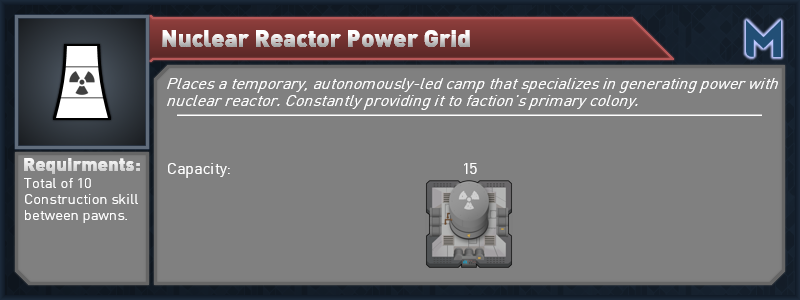 Nuclear Reactor Power Grid
M
Places a temporary, autonomously-led camp that specializes in generating power with
nuclear reactor. Constantly providing it to faction's primary colony.
Requirments:
Total of 10
Construction skill
between pawns.
Capacity: 15